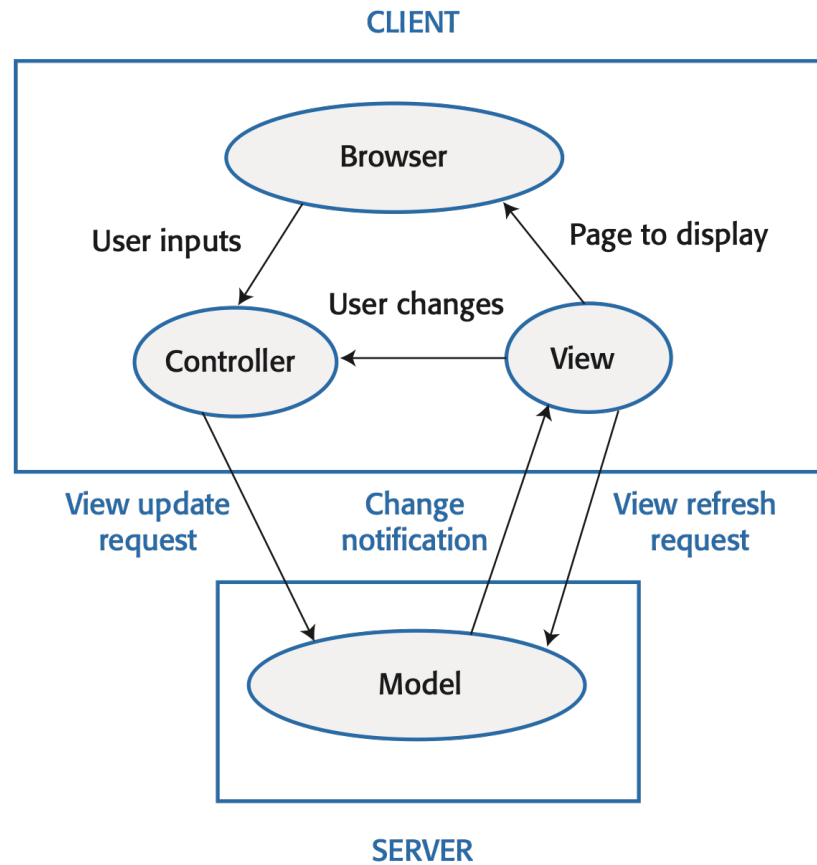 CLIENT
Browser
User inputs
Page to display
User changes
Controller
View
View update
request
Change
notification
View refresh
request
Model
SERVER